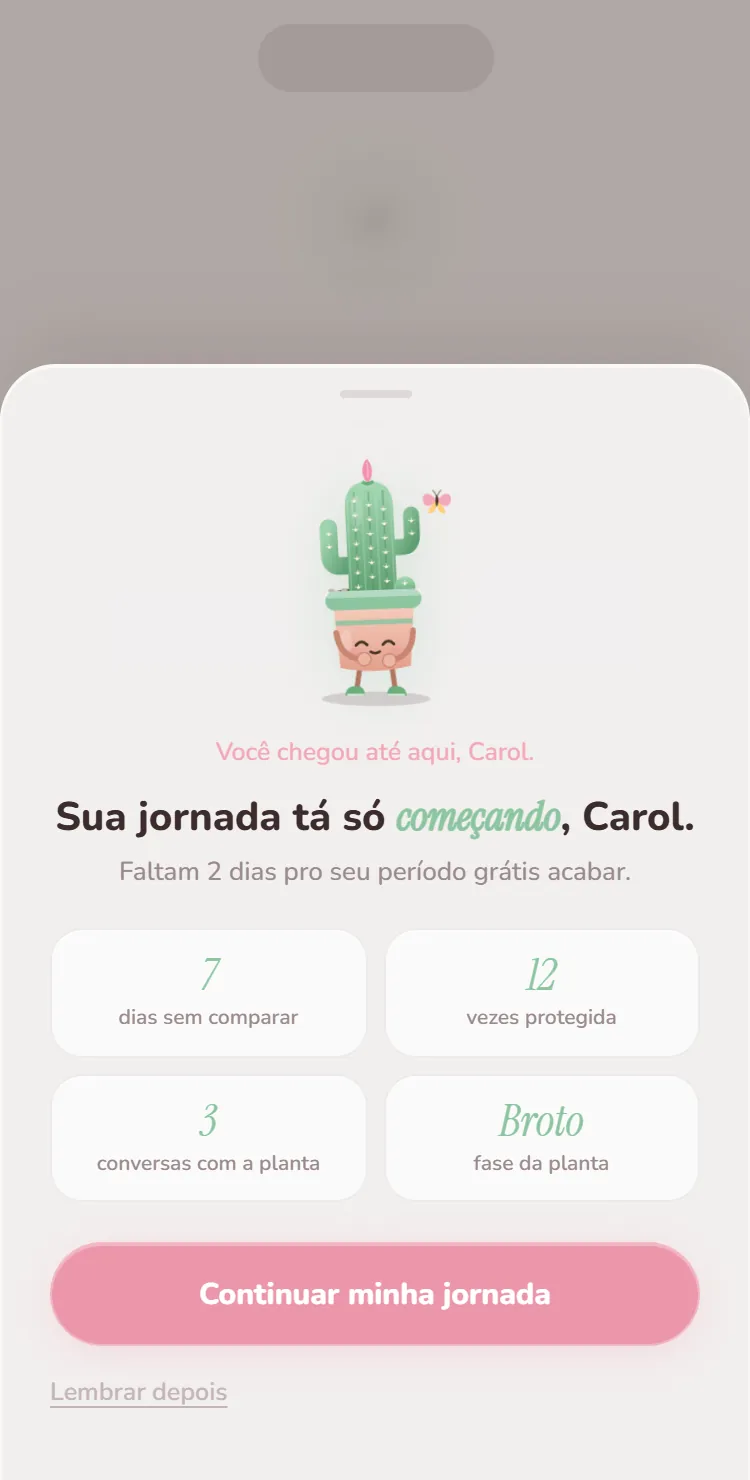 Você chegou até aqui, Carol.
Sua jornada tá só começando, Carol.
Faltam 2 dias pro seu período grátis acabar.
7
dias sem comparar
12
vezes protegida
3
conversas com a planta
Broto
fase da planta
Continuar minha jornada
Lembrar depois